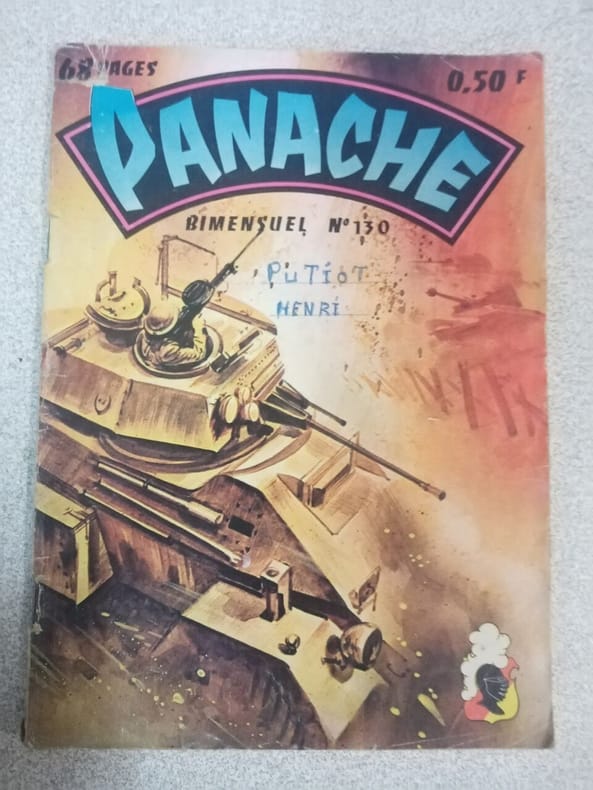 68 PAGES
0.50 F
PANACHE
BIMENSUEL N° 130
PUTiOT
HENRi